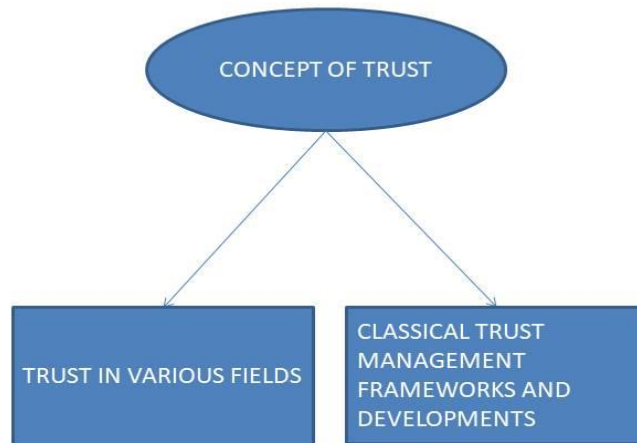 CONCEPT OF TRUST
TRUST IN VARIOUS FIELDS
CLASSICAL TRUST
MANAGEMENT
FRAMEWORKS AND
DEVELOPMENTS